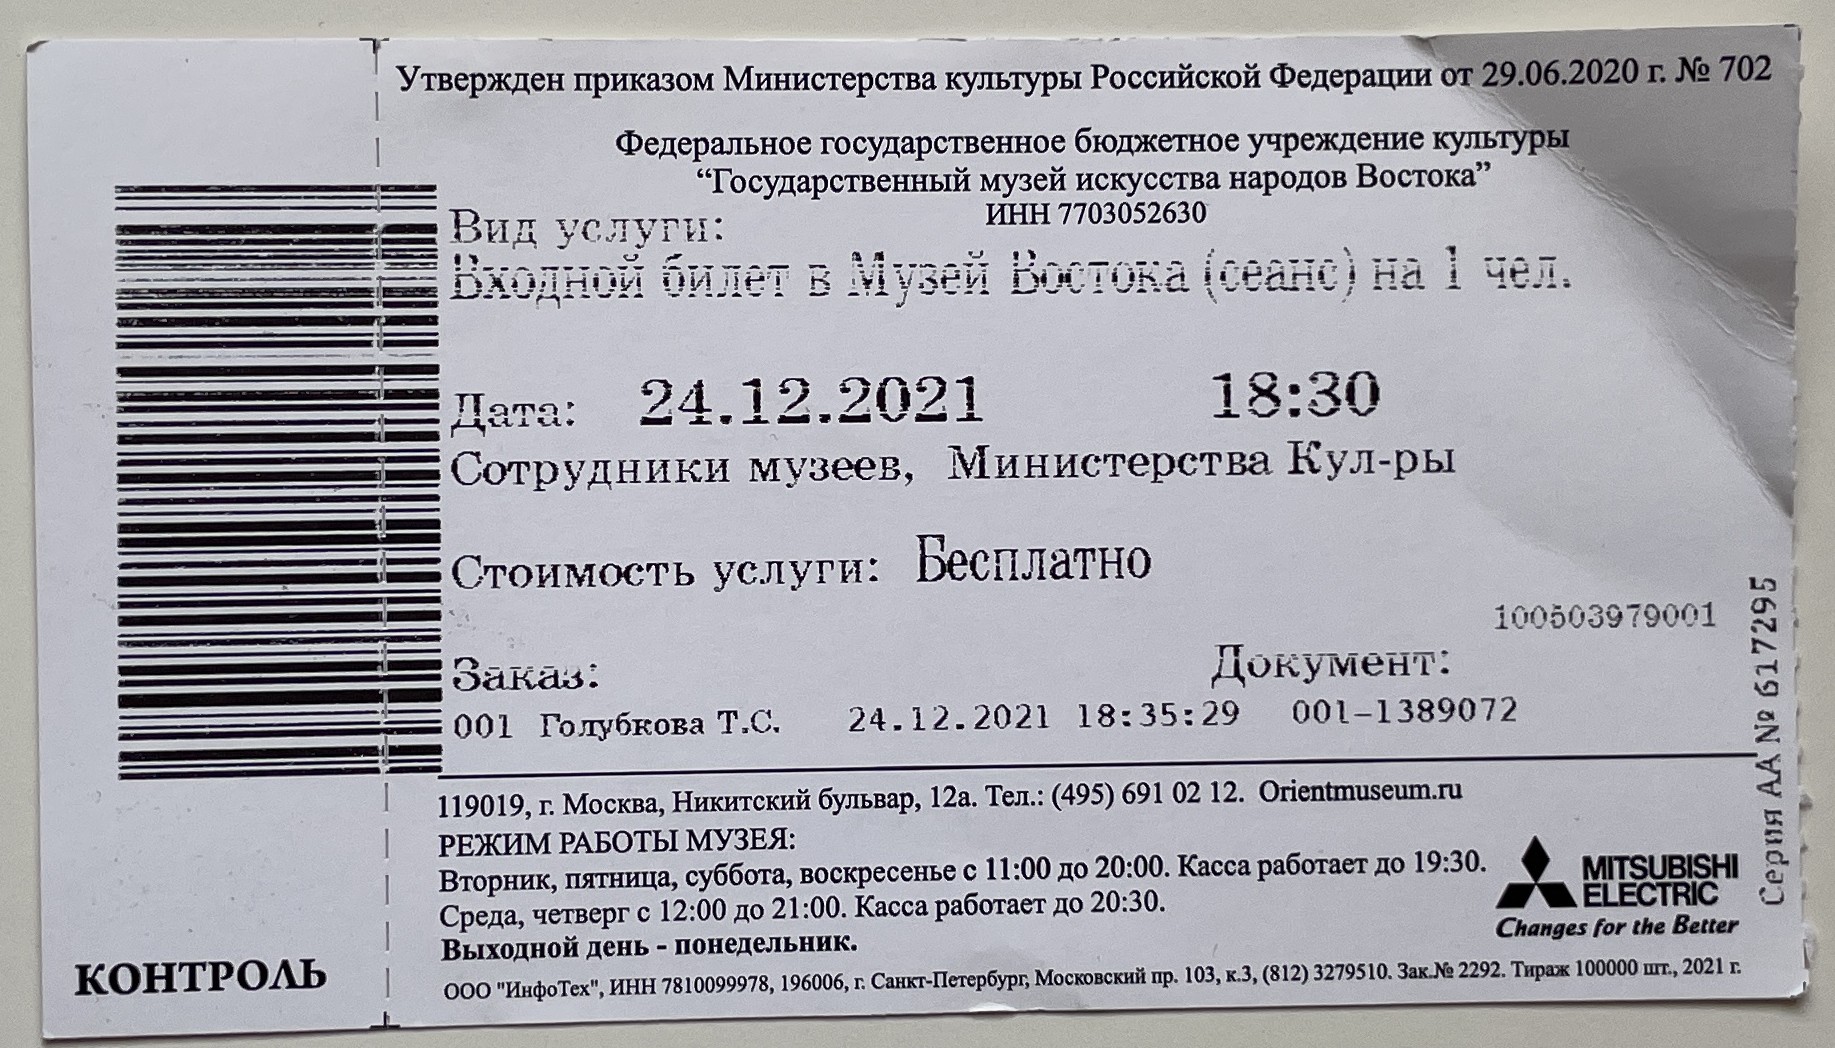 Утвержден приказом Министерства культуры Российской Федерации от 29.06.2020 г. № 702
Федеральное государственное бюджетное учреждение культуры
“Государственный музей искусства народов Востока”
ИНН 7703052630
Вид услуги:
Входной билет в Музей Востока (сеанс) на 1 чел.
Дата: 24.12.2021 18:30
Сотрудники музеев, Министерства Кул-ры
Стоимость услуги: Бесплатно
100503979001
Заказ: Документ:
001 Голубкова Т.С. 24.12.2021 18:35:29 001-1389072
119019, г. Москва, Никитский бульвар, 12а. Тел.: (495) 691 02 12. Orientmuseum.ru
РЕЖИМ РАБОТЫ МУЗЕЯ:
Вторник, пятница, суббота, воскресенье с 11:00 до 20:00. Касса работает до 19:30.
Среда, четверг с 12:00 до 21:00. Касса работает до 20:30.
Выходной день - понедельник.
ООО "ИнфоТех", ИНН 7810099978, 196006, г. Санкт-Петербург, Московский пр. 103, к.3, (812) 3279510. Зак.№ 2292. Тираж 100000 шт., 2021 г.
MITSUBISHI
ELECTRIC
Changes for the Better
Серия АА № 617295
КОНТРОЛЬ